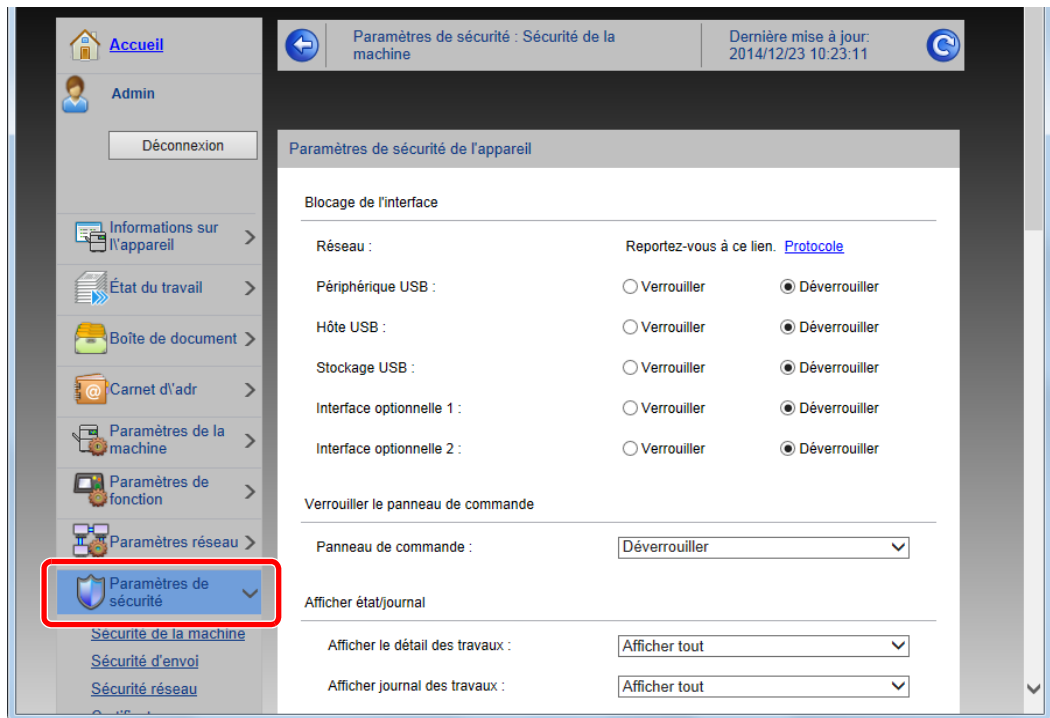 Accueil
Admin
Déconnexion
Informations sur
l\'appareil
État du travail
Boîte de document
Carnet d\'adr
Paramètres de la
machine
Paramètres de
fonction
Paramètres réseau
Paramètres de
sécurité
Sécurité de la machine
Sécurité d'envoi
Sécurité réseau
Paramètres de sécurité : Sécurité de la
machine
Dernière mise à jour:
2014/12/23 10:23:11
Paramètres de sécurité de l'appareil
Blocage de l'interface
Réseau : Reportez-vous à ce lien. Protocole
Périphérique USB : Verrouiller Déverrouiller
Hôte USB : Verrouiller Déverrouiller
Stockage USB : Verrouiller Déverrouiller
Interface optionnelle 1 : Verrouiller Déverrouiller
Interface optionnelle 2 : Verrouiller Déverrouiller
Verrouiller le panneau de commande
Panneau de commande : Déverrouiller
Afficher état/journal
Afficher le détail des travaux : Afficher tout
Afficher journal des travaux : Afficher tout